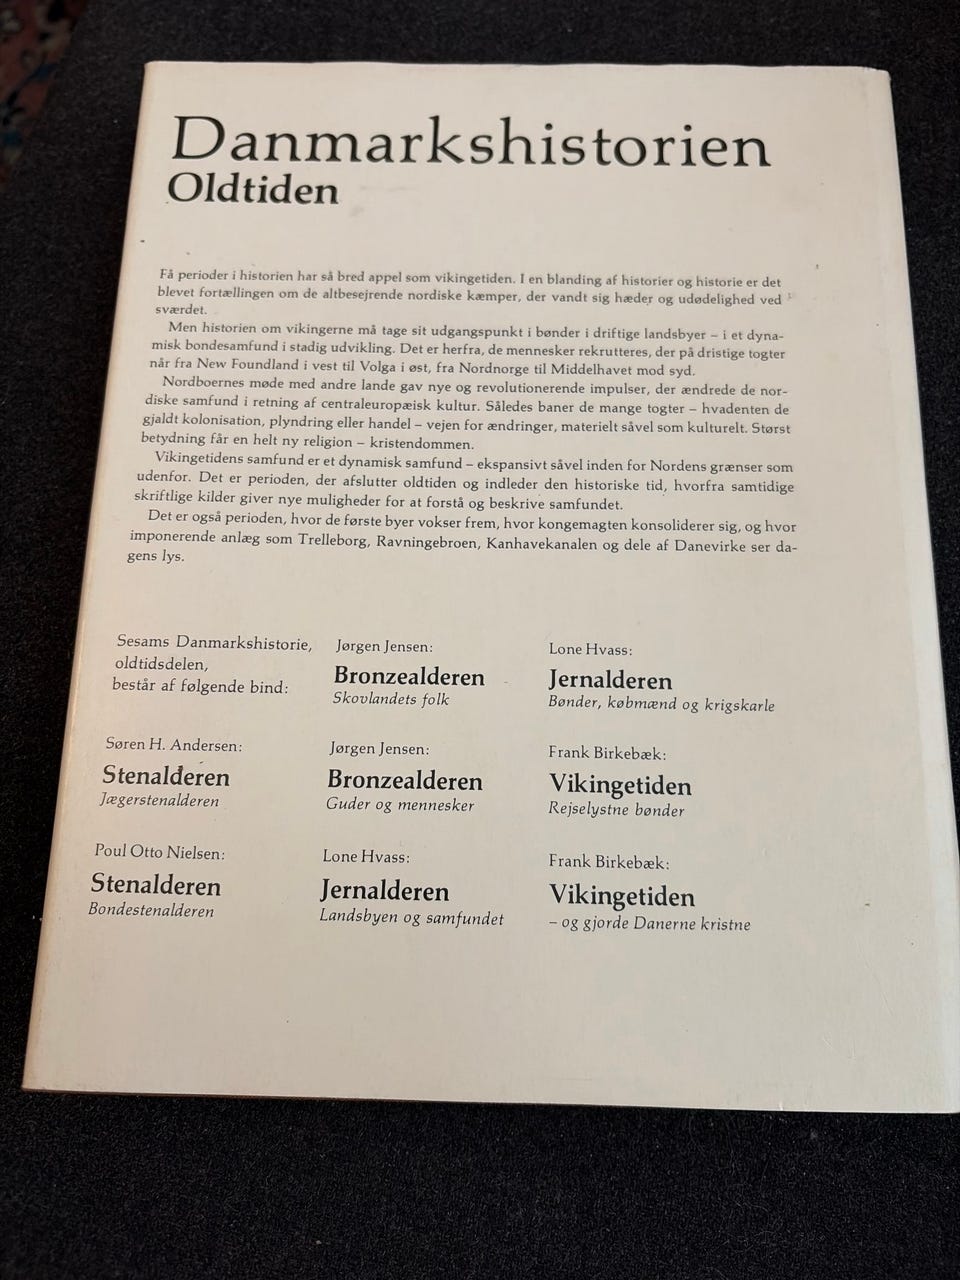 Danmarkshistorien
Oldtiden
Få perioder i historien har så bred appel som vikingetiden. I en blanding af historier og historie er det
blevet fortællingen om de altbesejrende nordiske kæmper, der vandt sig hæder og udødelighed ved
sværdet.
Men historien om vikingerne må tage sit udgangspunkt i bønder i driftige landsbyer – i et dyna-
misk bondesamfund i stadig udvikling. Det er herfra, de mennesker rekrutteres, der på dristige togter
når fra New Foundland i vest til Volga i øst, fra Nordnorge til Middelhavet mod syd.
Nordboernes møde med andre lande gav nye og revolutionerende impulser, der ændrede de nor-
diske samfund i retning af centraleuropæisk kultur. Således baner de mange togter – hvadenten de
gjaldt kolonisation, plyndring eller handel – vejen for ændringer, materielt såvel som kulturelt. Størst
betydning får en helt ny religion – kristendommen.
Vikingetidens samfund er et dynamisk samfund – ekspansivt såvel inden for Nordens grænser som
udenfor. Det er perioden, der afslutter oldtiden og indleder den historiske tid, hvorfra samtidige
skriftlige kilder giver nye muligheder for at forstå og beskrive samfundet.
Det er også perioden, hvor de første byer vokser frem, hvor kongemagten konsoliderer sig, og hvor
imponerende anlæg som Trelleborg, Ravningebroen, Kanhavekanalen og dele af Danevirke ser da-
gens lys.
Sesams Danmarkshistorie,
oldtidsdelen,
består af følgende bind:
Søren H. Andersen:
Stenalderen
Jægerstenalderen
Poul Otto Nielsen:
Stenalderen
Bondestenalderen
Jørgen Jensen:
Bronzealderen
Skovlandets folk
Jørgen Jensen:
Bronzealderen
Guder og mennesker
Lone Hvass:
Jernalderen
Landsbyen og samfundet
Lone Hvass:
Jernalderen
Bønder, købmænd og krigskarle
Frank Birkebæk:
Vikingetiden
Rejselystne bønder
Frank Birkebæk:
Vikingetiden
– og gjorde Danerne kristne